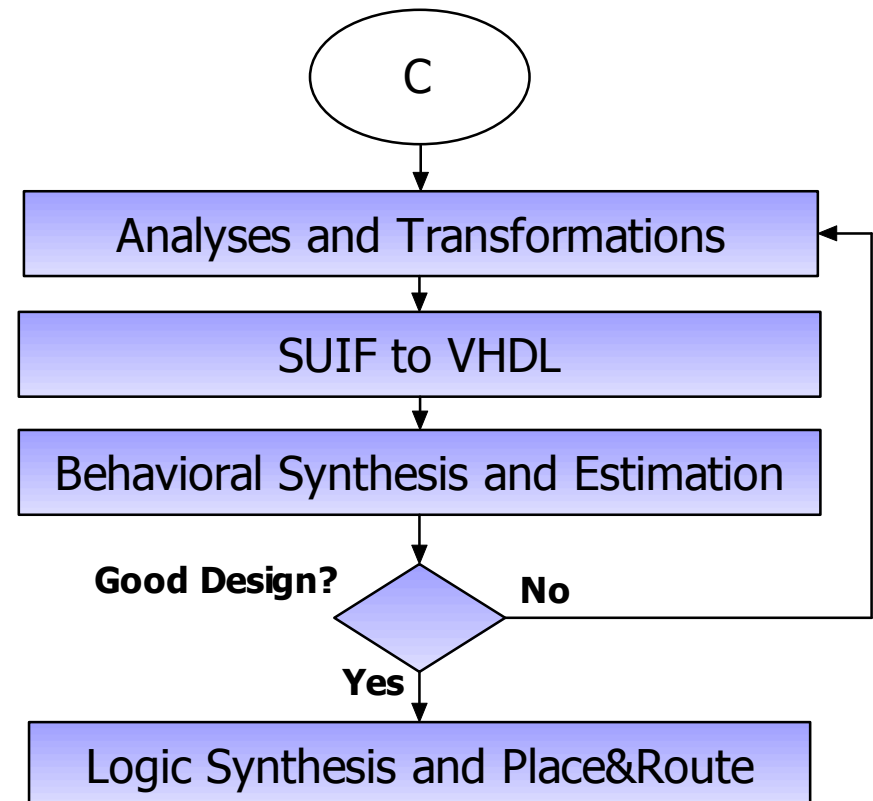 C
Analyses and Transformations
SUIF to VHDL
Behavioral Synthesis and Estimation
Good Design?
No
Yes
Logic Synthesis and Place&Route